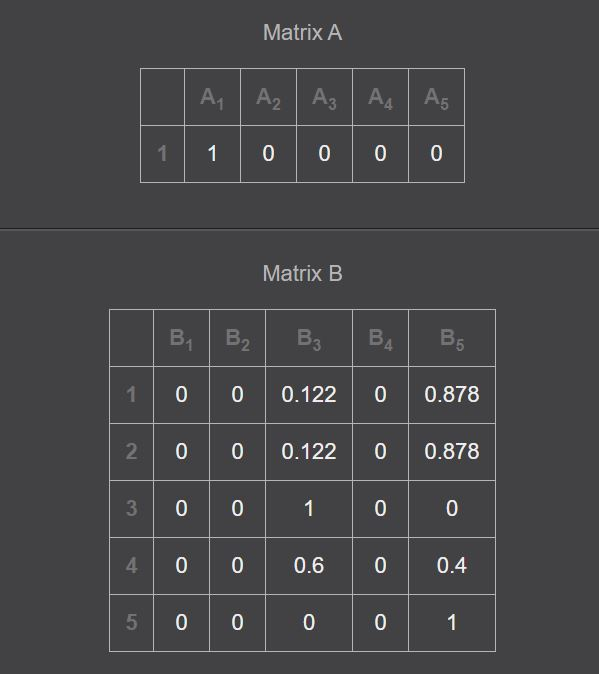 Matrix A
A₁ A₂ A₃ A₄ A₅
1 1 0 0 0 0
Matrix B
B₁ B₂ B₃ B₄ B₅
1 0 0 0.122 0 0.878
2 0 0 0.122 0 0.878
3 0 0 1 0 0
4 0 0 0.6 0 0.4
5 0 0 0 0 1